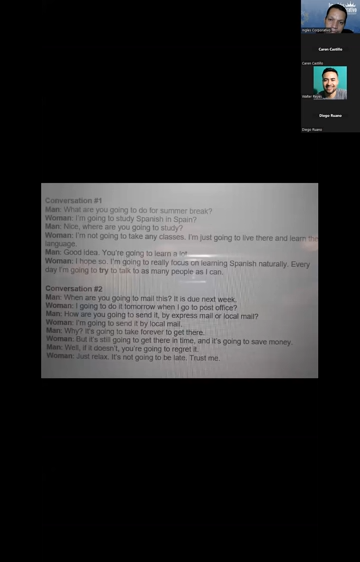 Caren Castillo
Caren Castillo
Walter Reyes
Diego Ruano
Diego Ruano
Conversation #1
Man: What are you going to do for summer break?
Woman: I'm going to study Spanish in Spain?
Man: Nice, where are you going to study?
Woman: I'm not going to take any classes. I'm just going to live there and learn the
language.
Man: Good idea. You're going to learn a lot
Woman: I hope so. I'm going to really focus on learning Spanish naturally. Every
day I'm going to try to talk to as many people as I can.
Conversation #2
Man: When are you going to mail this? It is due next week.
Woman: I going to do it tomorrow when I go to post office?
Man: How are you going to send it, by express mail or local mail?
Woman: I'm going to send it by local mail.
Man: Why? It's going to take forever to get there.
Woman: But it's still going to get there in time, and it's going to save money.
Man: Well, if it doesn't, you're going to regret it.
Woman: Just relax. It's not going to be late. Trust me.